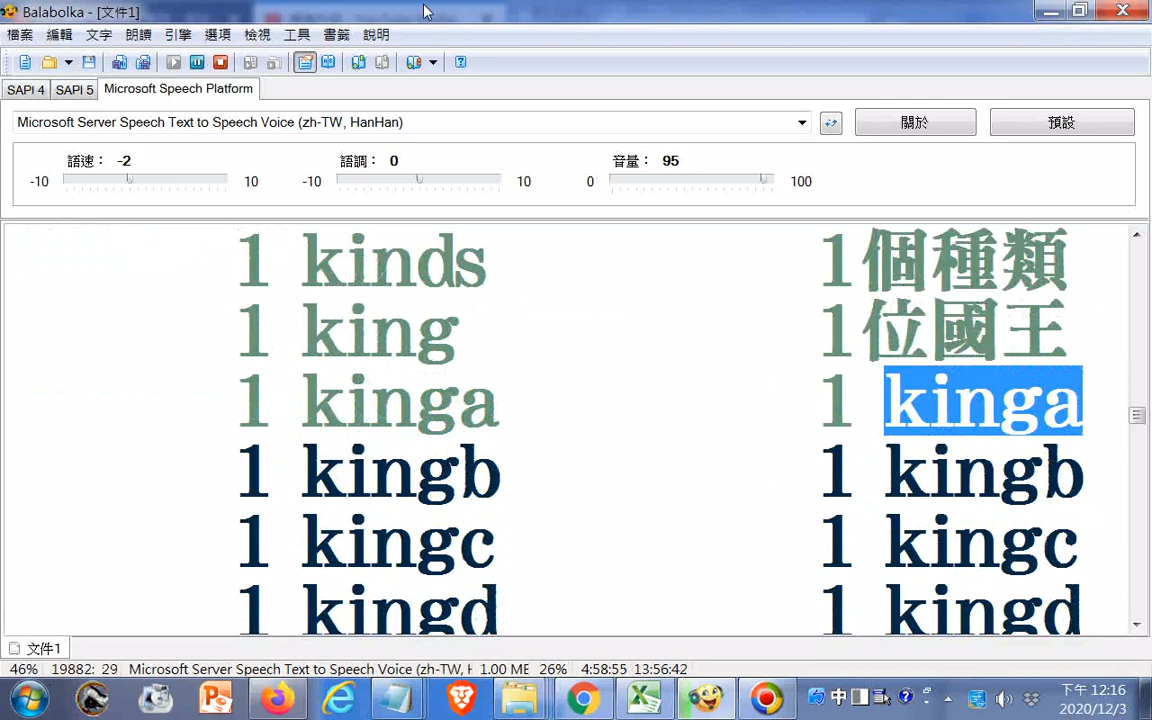 Balabolka - [文件1]
檔案 編輯 文字 朗讀 引擎 選項 檢視 工具 書籤 說明
SAPI 4 SAPI 5 Microsoft Speech Platform
Microsoft Server Speech Text to Speech Voice (zh-TW, HanHan) 關於 預設
語速： -2 語調： 0 音量： 95
-10 10 -10 10 0 100
1 kinds 1個種類
1 king 1位國王
1 kinga 1 kinga
1 kingb 1 kingb
1 kingc 1 kingc
1 kingd 1 kingd
文件1
46% 19882: 29 Microsoft Server Speech Text to Speech Voice (zh-TW, 1.00 ME 26% 4:58:55 13:56:42
中 下午 12:16
2020/12/3